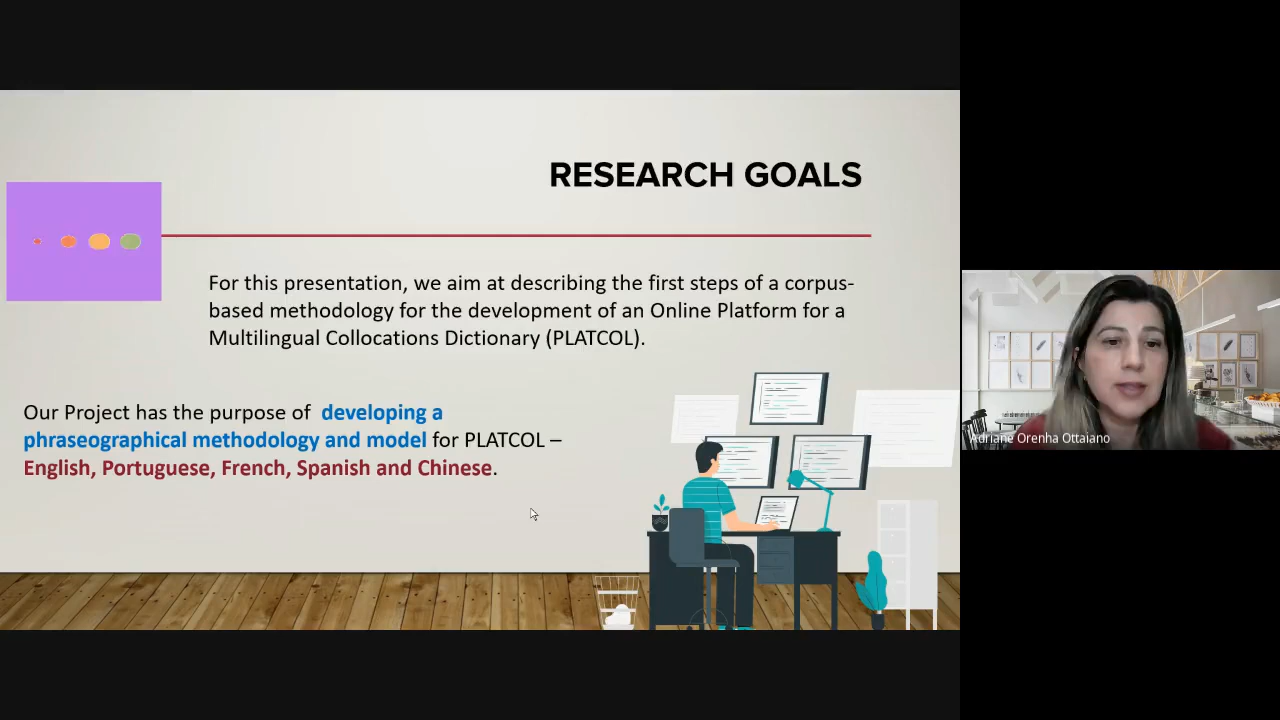 RESEARCH GOALS
For this presentation, we aim at describing the first steps of a corpus-
based methodology for the development of an Online Platform for a
Multilingual Collocations Dictionary (PLATCOL).
Our Project has the purpose of developing a
phraseographical methodology and model for PLATCOL –
English, Portuguese, French, Spanish and Chinese.
Adriane Orenha Ottaiano